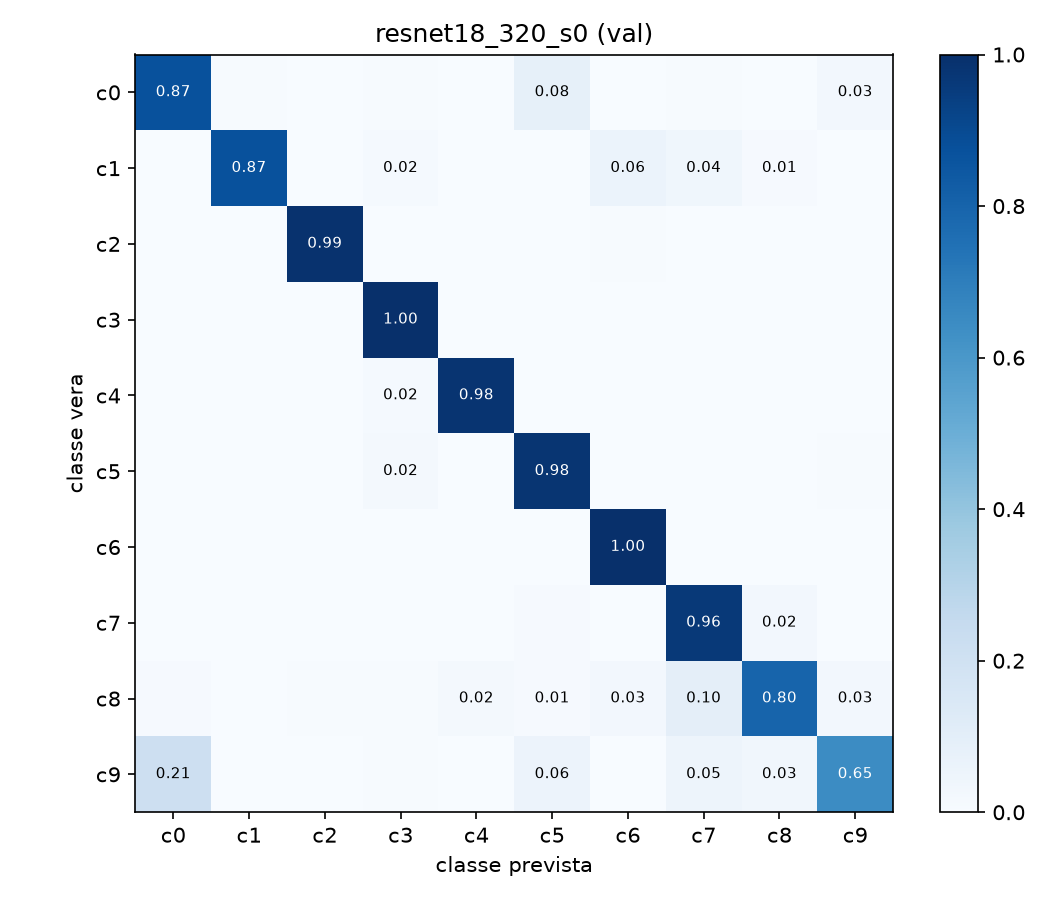 resnet18_320_s0 (val)
c0 0.87 0.08 0.03
c1 0.87 0.02 0.06 0.04 0.01
c2 0.99
c3 1.00
c4 0.02 0.98
c5 0.02 0.98
c6 1.00
c7 0.96 0.02
c8 0.02 0.01 0.03 0.10 0.80 0.03
c9 0.21 0.06 0.05 0.03 0.65
c0 c1 c2 c3 c4 c5 c6 c7 c8 c9
classe prevista
classe vera
1.0
0.8
0.6
0.4
0.2
0.0